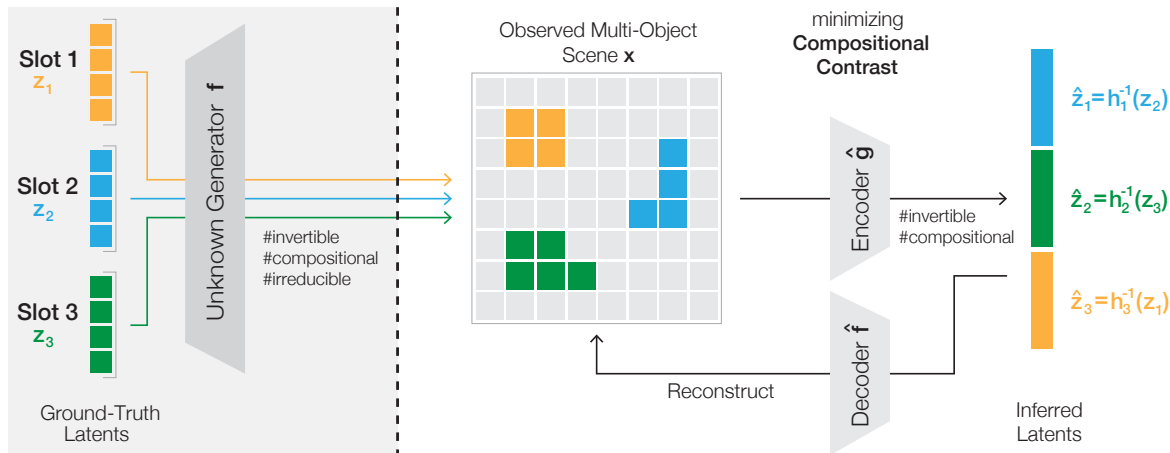 Slot 1
z₁
Slot 2
z₂
Slot 3
z₃
Ground-Truth
Latents
Unknown Generator f
#invertible
#compositional
#irreducible
Observed Multi-Object
Scene x
minimizing
Compositional
Contrast
Encoder ĝ
#invertible
#compositional
Decoder f̂
Reconstruct
ẑ₁=h₁⁻¹(z₂)
ẑ₂=h₂⁻¹(z₃)
ẑ₃=h₃⁻¹(z₁)
Inferred
Latents